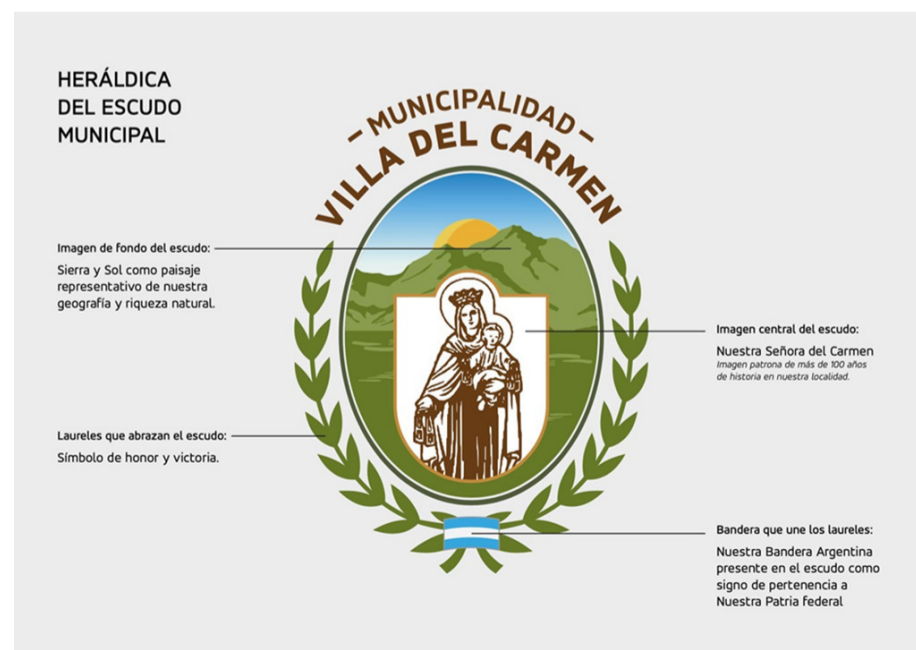 HERÁLDICA
DEL ESCUDO
MUNICIPAL
- MUNICIPALIDAD -
VILLA DEL CARMEN
Imagen de fondo del escudo:
Sierra y Sol como paisaje
representativo de nuestra
geografía y riqueza natural.
Imagen central del escudo:
Nuestra Señora del Carmen
Imagen patrona de más de 100 años
de historia en nuestra localidad.
Laureles que abrazan el escudo:
Símbolo de honor y victoria.
Bandera que une los laureles:
Nuestra Bandera Argentina
presente en el escudo como
signo de pertenencia a
Nuestra Patria federal